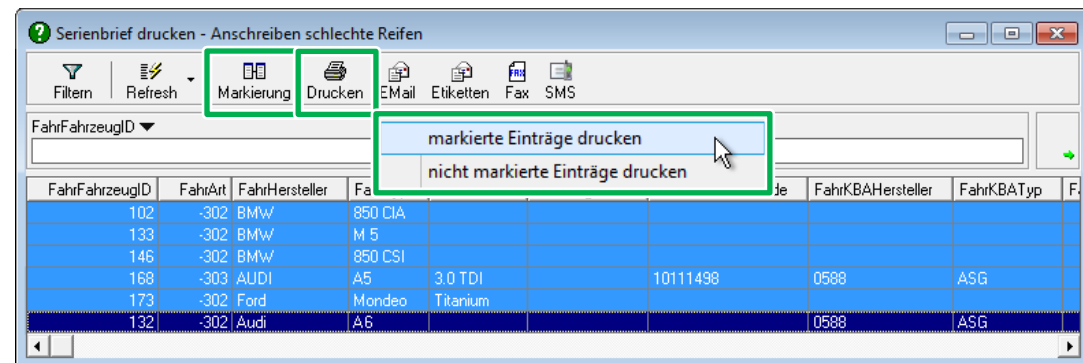 Serienbrief drucken - Anschreiben schlechte Reifen
Filtern Refresh Markierung Drucken EMail Etiketten Fax SMS
FahrFahrzeugID
markierte Einträge drucken
nicht markierte Einträge drucken
FahrFahrzeugID FahrArt FahrHersteller FahrKBAHersteller FahrKBATyp
102 -302 BMW 850 CIA
133 -302 BMW M 5
146 -302 BMW 850 CSI
168 -303 AUDI A5 3.0 TDI 10111498 0588 ASG
173 -302 Ford Mondeo Titanium
132 -302 Audi A6 0588 ASG